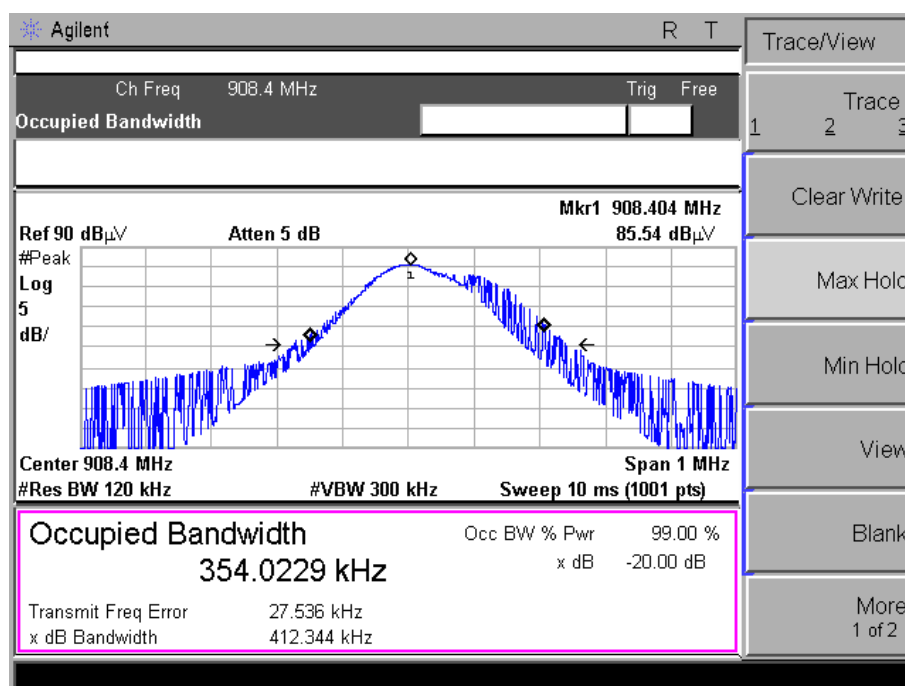 Agilent R T
Trace/View
Ch Freq 908.4 MHz Trig Free
Occupied Bandwidth
Trace
1 2 3
Clear Write
Max Hold
Min Hold
View
Blank
More
1 of 2
Mkr1 908.404 MHz
Ref 90 dBµV Atten 5 dB 85.54 dBµV
#Peak
Log
5
dB/
1
Center 908.4 MHz Span 1 MHz
#Res BW 120 kHz #VBW 300 kHz Sweep 10 ms (1001 pts)
Occupied Bandwidth Occ BW % Pwr 99.00 %
354.0229 kHz x dB -20.00 dB
Transmit Freq Error 27.536 kHz
x dB Bandwidth 412.344 kHz